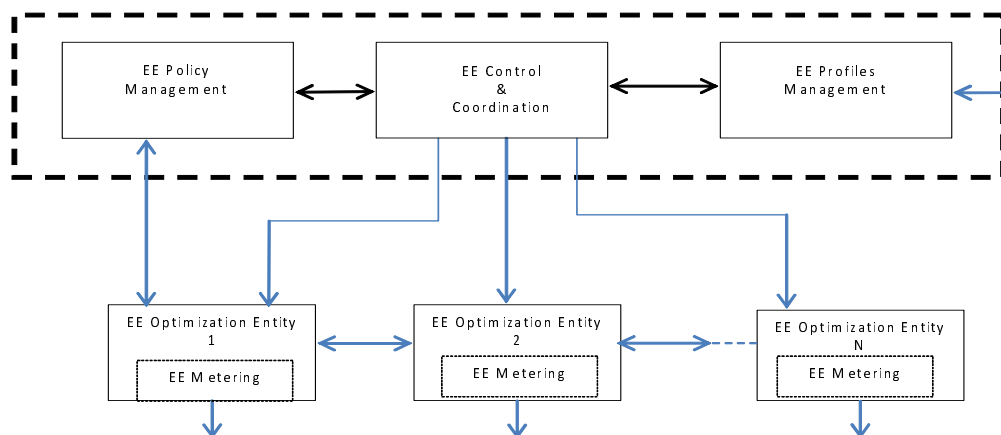 EE Policy
Management
EE Control
&
Coordination
EE Profiles
Management
EE Optimization Entity
1
EE Metering
EE Optimization Entity
2
EE Metering
EE Optimization Entity
N
EE Metering